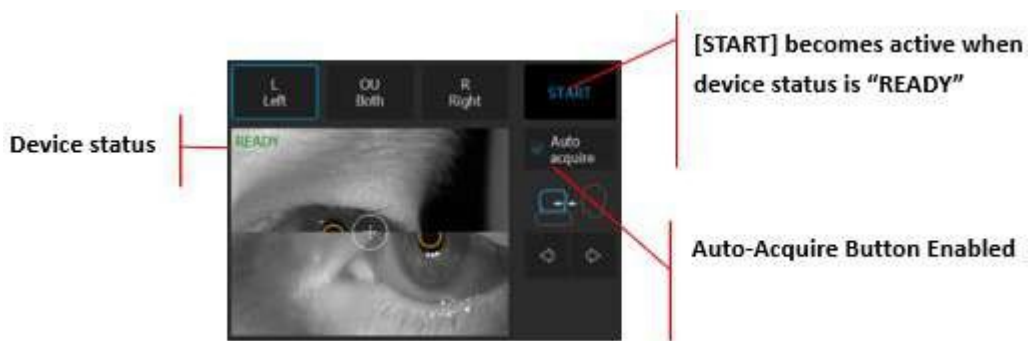 [START] becomes active when
device status is “READY”
L
Left
OU
Both
R
Right
START
Device status
READY
Auto
acquire
Auto-Acquire Button Enabled